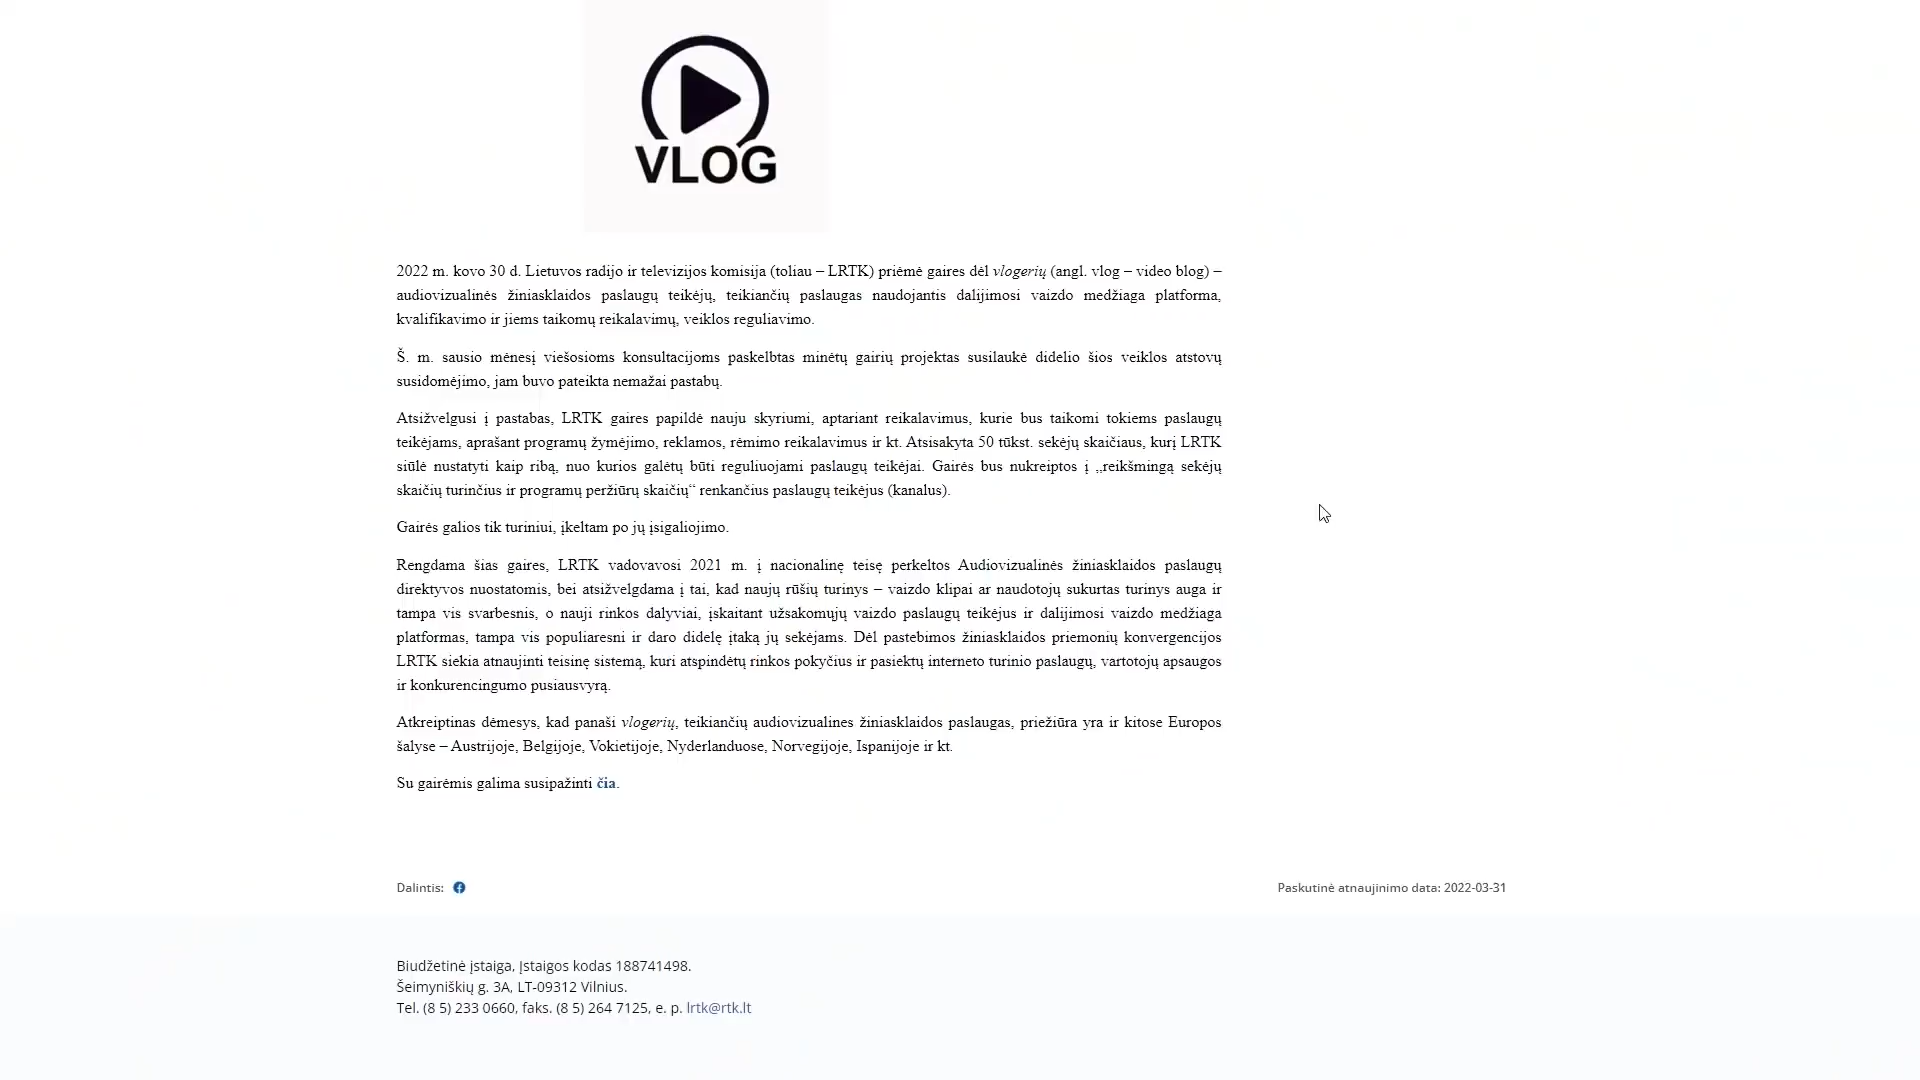 VLOG
2022 m. kovo 30 d. Lietuvos radijo ir televizijos komisija (toliau – LRTK) priėmė gaires dėl vlogerių (angl. vlog – video blog) –
audiovizualinės žiniasklaidos paslaugų teikėjų, teikiančių paslaugas naudojantis dalijimosi vaizdo medžiaga platforma,
kvalifikavimo ir jiems taikomų reikalavimų, veiklos reguliavimo.
Š. m. sausio mėnesį viešosioms konsultacijoms paskelbtas minėtų gairių projektas susilaukė didelio šios veiklos atstovų
susidomėjimo, jam buvo pateikta nemažai pastabų.
Atsižvelgusi į pastabas, LRTK gaires papildė nauju skyriumi, aptariant reikalavimus, kurie bus taikomi tokiems paslaugų
teikėjams, aprašant programų žymėjimo, reklamos, rėmimo reikalavimus ir kt. Atsisakyta 50 tūkst. sekėjų skaičiaus, kurį LRTK
siūlė nustatyti kaip ribą, nuo kurios galėtų būti reguliuojami paslaugų teikėjai. Gairės bus nukreiptos į „reikšmingą sekėjų
skaičių turinčius ir programų peržiūrų skaičių“ renkančius paslaugų teikėjus (kanalus).
Gairės galios tik turiniui, įkeltam po jų įsigaliojimo.
Rengdama šias gaires, LRTK vadovavosi 2021 m. į nacionalinę teisę perkeltos Audiovizualinės žiniasklaidos paslaugų
direktyvos nuostatomis, bei atsižvelgdama į tai, kad naujų rūšių turinys – vaizdo klipai ar naudotojų sukurtas turinys auga ir
tampa vis svarbesnis, o nauji rinkos dalyviai, įskaitant užsakomųjų vaizdo paslaugų teikėjus ir dalijimosi vaizdo medžiaga
platformas, tampa vis populiaresni ir daro didelę įtaką jų sekėjams. Dėl pastebimos žiniasklaidos priemonių konvergencijos
LRTK siekia atnaujinti teisinę sistemą, kuri atspindėtų rinkos pokyčius ir pasiektų interneto turinio paslaugų, vartotojų apsaugos
ir konkurencingumo pusiausvyrą.
Atkreiptinas dėmesys, kad panaši vlogerių, teikiančių audiovizualines žiniasklaidos paslaugas, priežiūra yra ir kitose Europos
šalyse – Austrijoje, Belgijoje, Vokietijoje, Nyderlanduose, Norvegijoje, Ispanijoje ir kt.
Su gairėmis galima susipažinti čia.
Dalintis:
Paskutinė atnaujinimo data: 2022-03-31
Biudžetinė įstaiga, Įstaigos kodas 188741498.
Šeimyniškių g. 3A, LT-09312 Vilnius.
Tel. (8 5) 233 0660, faks. (8 5) 264 7125, e. p. lrtk@rtk.lt